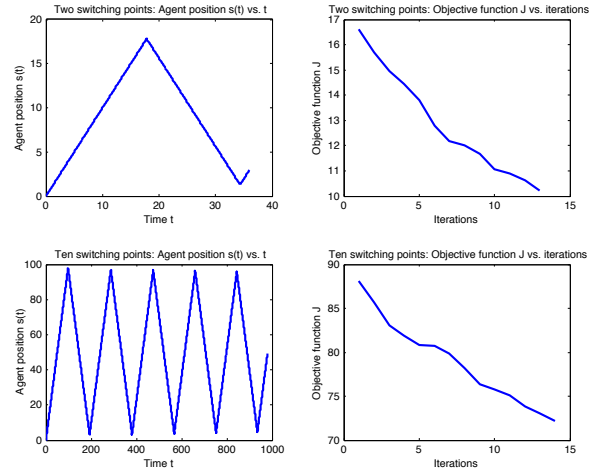 Two switching points: Agent position s(t) vs. t
20
15
10
5
0
Agent position s(t)
0 10 20 30 40
Time t
Two switching points: Objective function J vs. iterations
17
16
15
14
13
12
11
10
Objective function J
0 5 10 15
Iterations
Ten switching points: Agent position s(t) vs. t
100
80
60
40
20
0
Agent position s(t)
0 200 400 600 800 1000
Time t
Ten switching points: Objective function J vs. iterations
90
85
80
75
70
Objective function J
0 5 10 15
Iterations